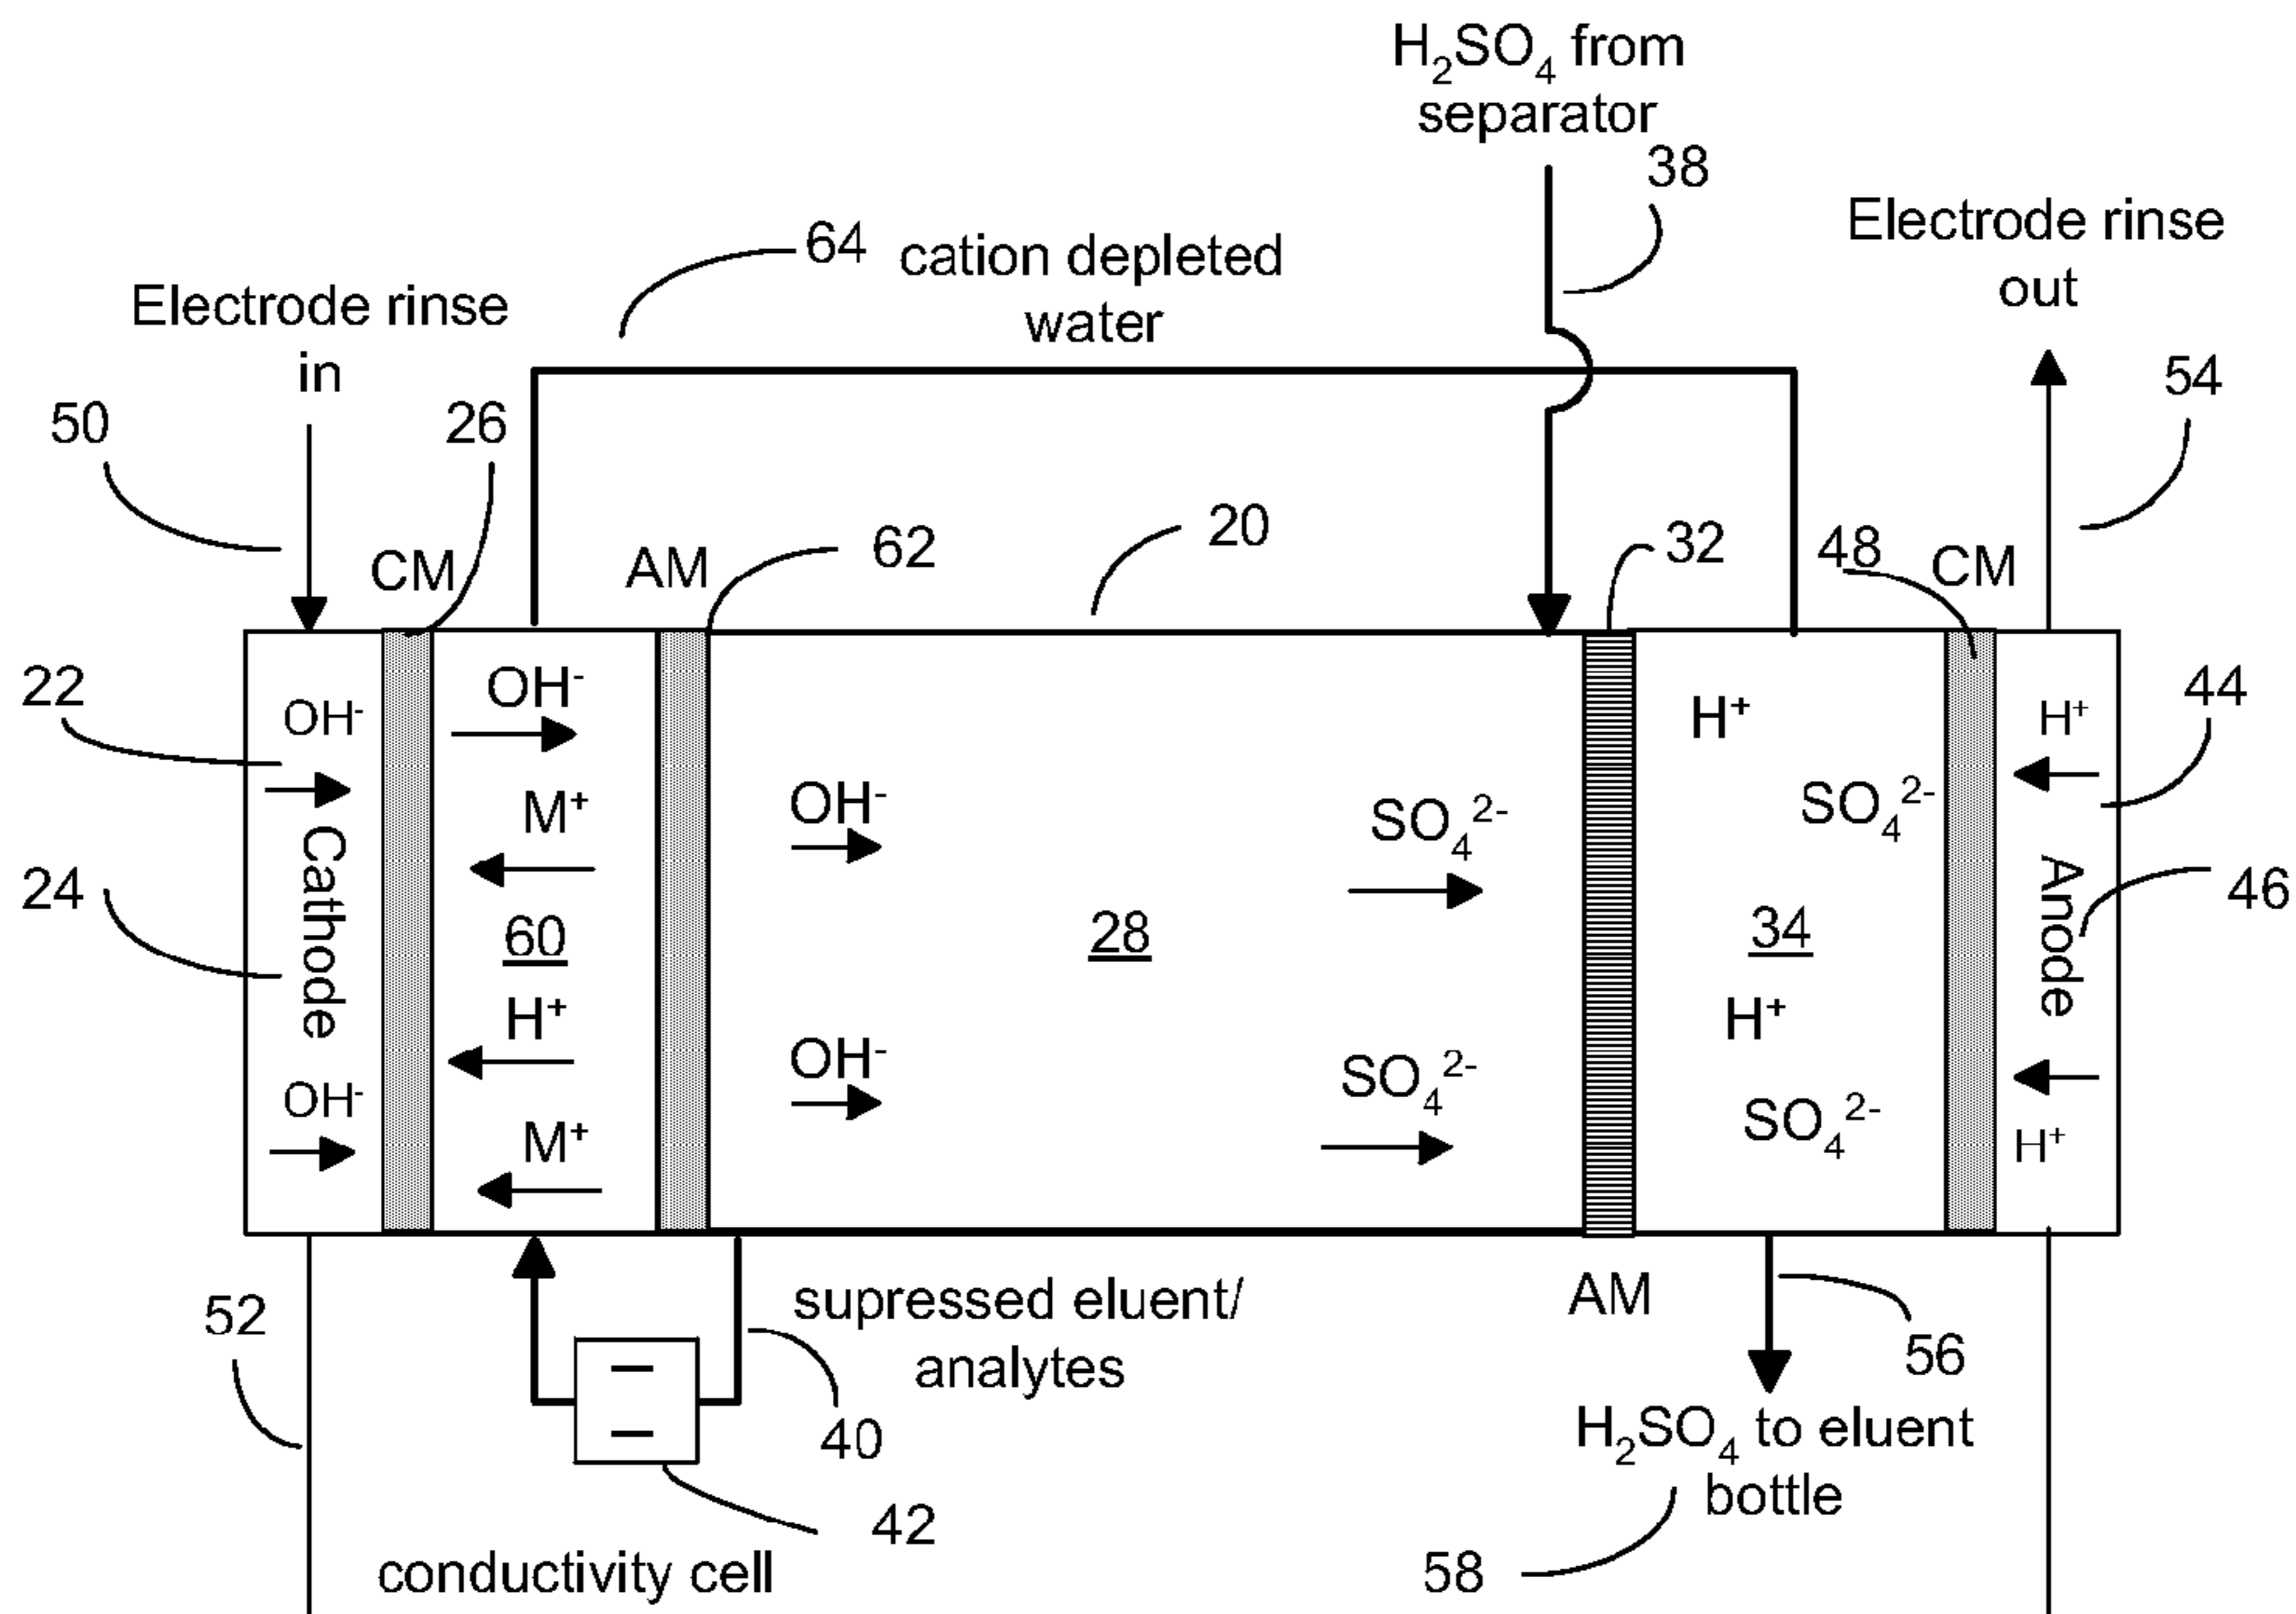 H₂SO₄ from
separator
38
64
cation depleted
water
Electrode rinse
out
Electrode rinse
in
50
26
54
CM
AM
62
20
32
48
CM
22
OH⁻
OH⁻
H⁺
H⁺
44
M⁺
OH⁻
SO₄²⁻
SO₄²⁻
24
Cathode
60
28
34
Anode
46
H⁺
OH⁻
SO₄²⁻
H⁺
OH⁻
M⁺
SO₄²⁻
H⁺
52
supressed eluent/
analytes
AM
56
40
H₂SO₄ to eluent
bottle
42
conductivity cell
58